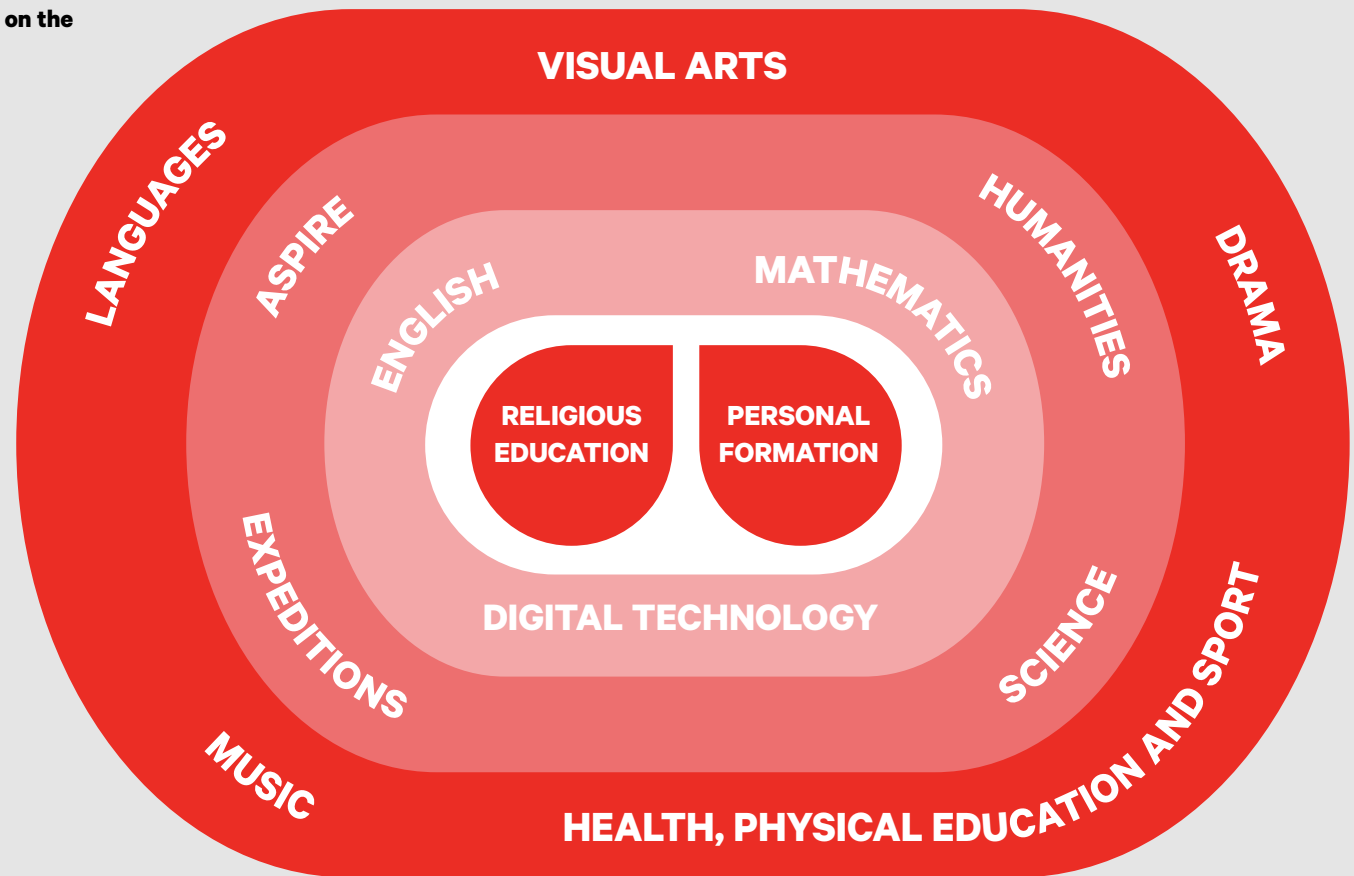 on the
VISUAL ARTS
LANGUAGES
ASPIRE
HUMANITIES
DRAMA
ENGLISH
MATHEMATICS
RELIGIOUS
EDUCATION
PERSONAL
FORMATION
DIGITAL TECHNOLOGY
EXPEDITIONS
SCIENCE
MUSIC
HEALTH, PHYSICAL EDUCATION AND SPORT